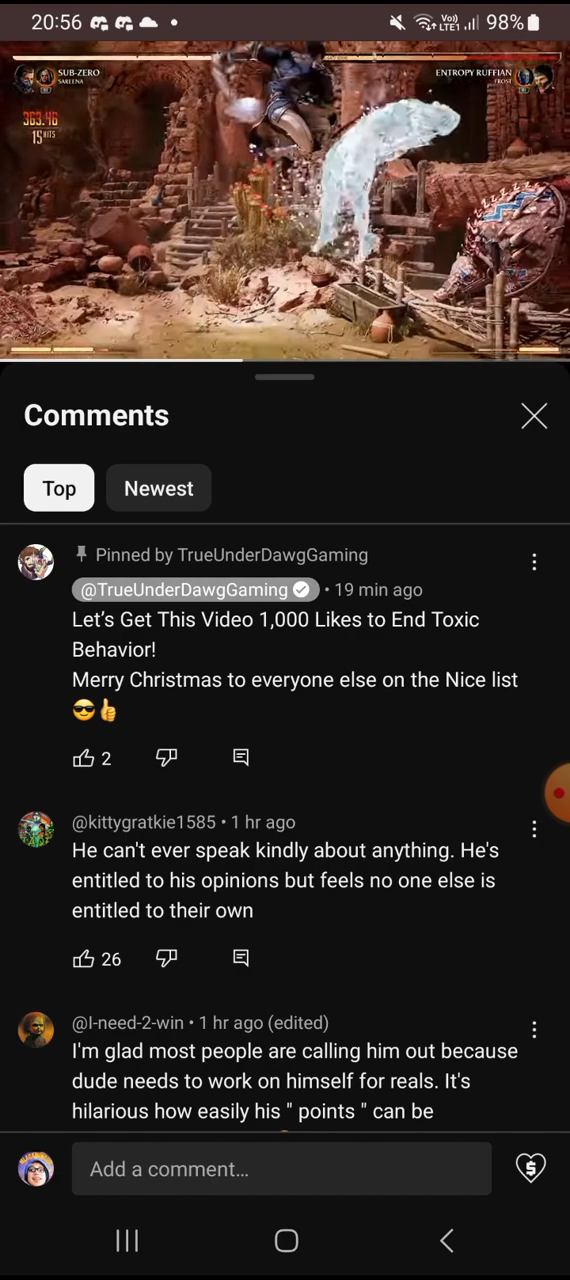 20:56
Vo))
LTE1
98%
SUB-ZERO
SAREENA
ENTROPY RUFFIAN
FROST
363.46
15 HITS
Comments
Top
Newest
Pinned by TrueUnderDawgGaming
@TrueUnderDawgGaming • 19 min ago
Let’s Get This Video 1,000 Likes to End Toxic
Behavior!
Merry Christmas to everyone else on the Nice list
😎👍
2
@kittygratkie1585 • 1 hr ago
He can't ever speak kindly about anything. He's
entitled to his opinions but feels no one else is
entitled to their own
26
@I-need-2-win • 1 hr ago (edited)
I'm glad most people are calling him out because
dude needs to work on himself for reals. It's
hilarious how easily his " points " can be
Add a comment...